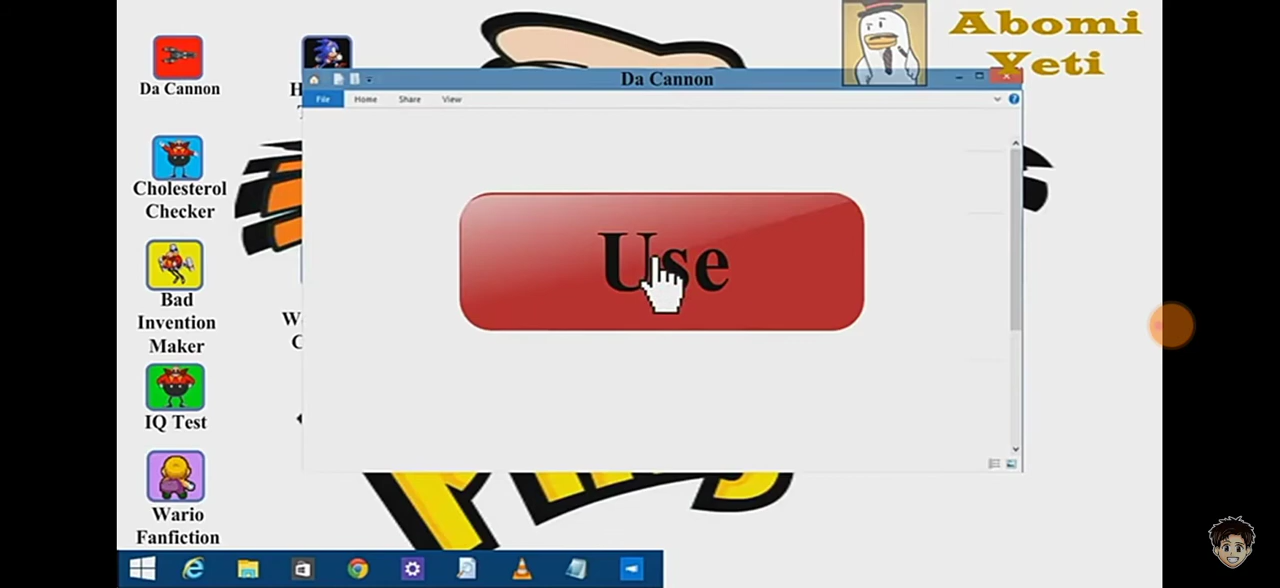 Abomi
Yeti
Da Cannon
File Home Share View
Use
Da Cannon
Cholesterol
Checker
Bad
Invention
Maker
IQ Test
Wario
Fanfiction
H
W
C